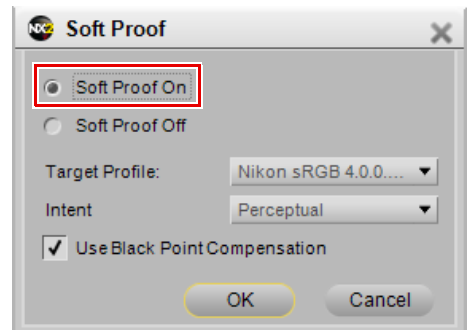 NX2 Soft Proof
Soft Proof On
Soft Proof Off
Target Profile: Nikon sRGB 4.0.0....
Intent Perceptual
Use Black Point Compensation
OK Cancel